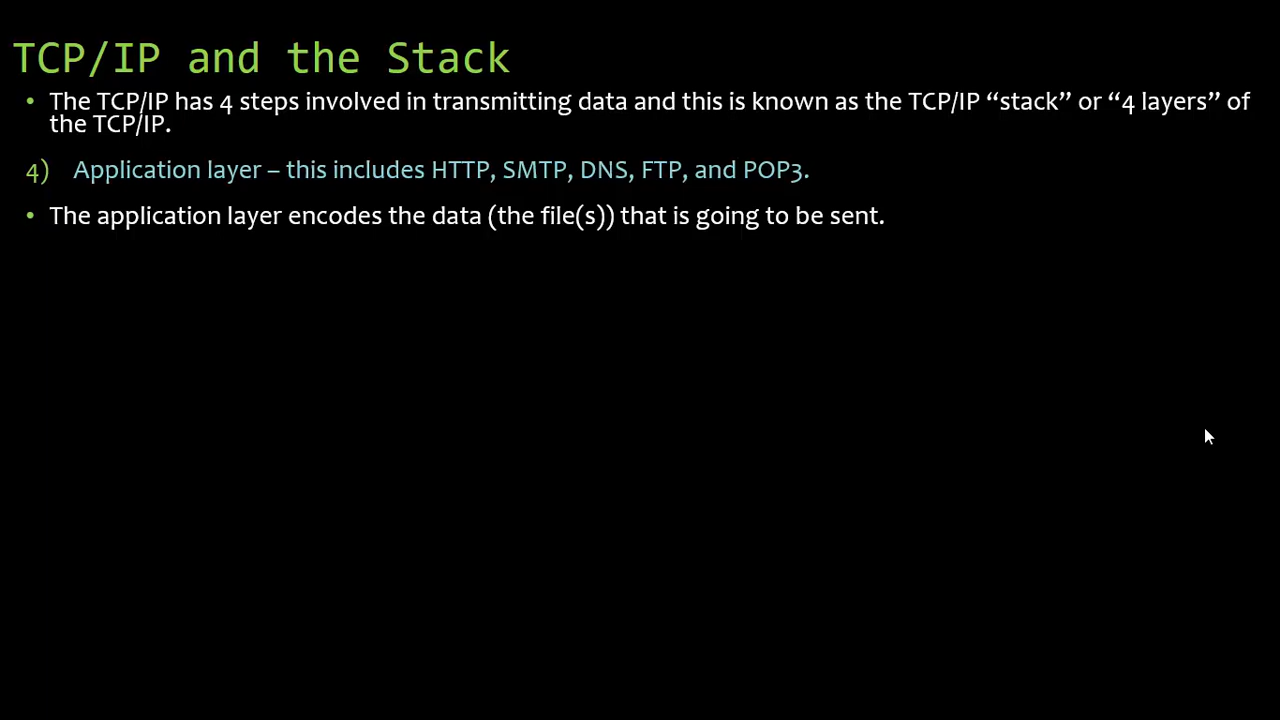 TCP/IP and the Stack
• The TCP/IP has 4 steps involved in transmitting data and this is known as the TCP/IP “stack” or “4 layers” of
the TCP/IP.
4) Application layer – this includes HTTP, SMTP, DNS, FTP, and POP3.
• The application layer encodes the data (the file(s)) that is going to be sent.